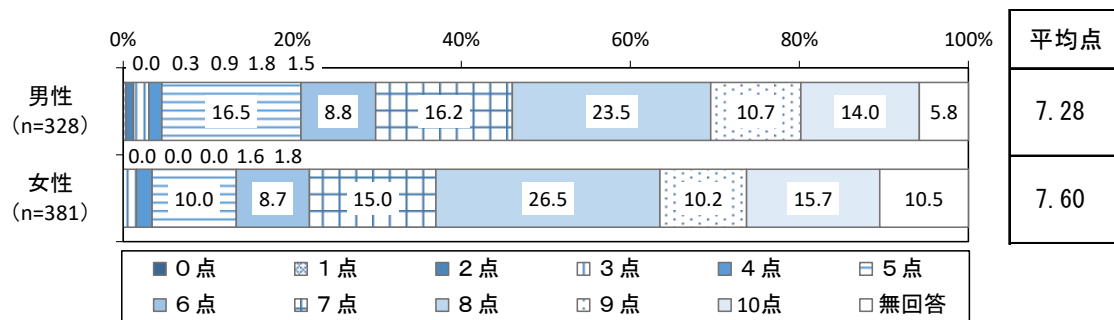 0% 20% 40% 60% 80% 100%
平均点
0.0 0.3 0.9 1.8 1.5
男性
(n=328)
16.5 8.8 16.2 23.5 10.7 14.0 5.8
7.28
0.0 0.0 0.0 1.6 1.8
女性
(n=381)
10.0 8.7 15.0 26.5 10.2 15.7 10.5
7.60
０点 １点 ２点 ３点 ４点 ５点
６点 ７点 ８点 ９点 10点 無回答